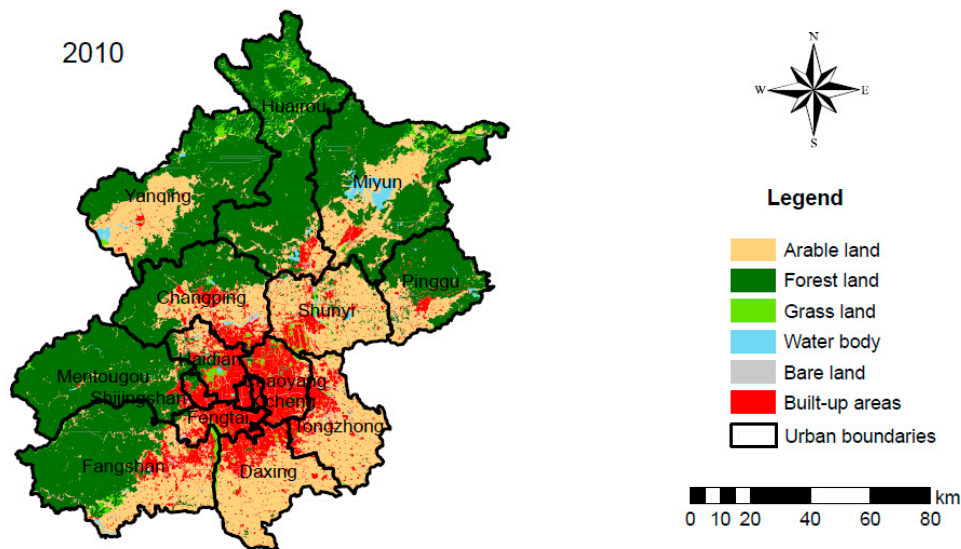 2010
N
W
E
S
Huairou
Miyun
Yanqing
Pinggu
Changping
Shunyi
Haidian
Mentougou
Shijingshan
Chaoyang
Fengtai
Tongzhong
Fangshan
Daxing
Legend
Arable land
Forest land
Grass land
Water body
Bare land
Built-up areas
Urban boundaries
km
0 10 20 40 60 80